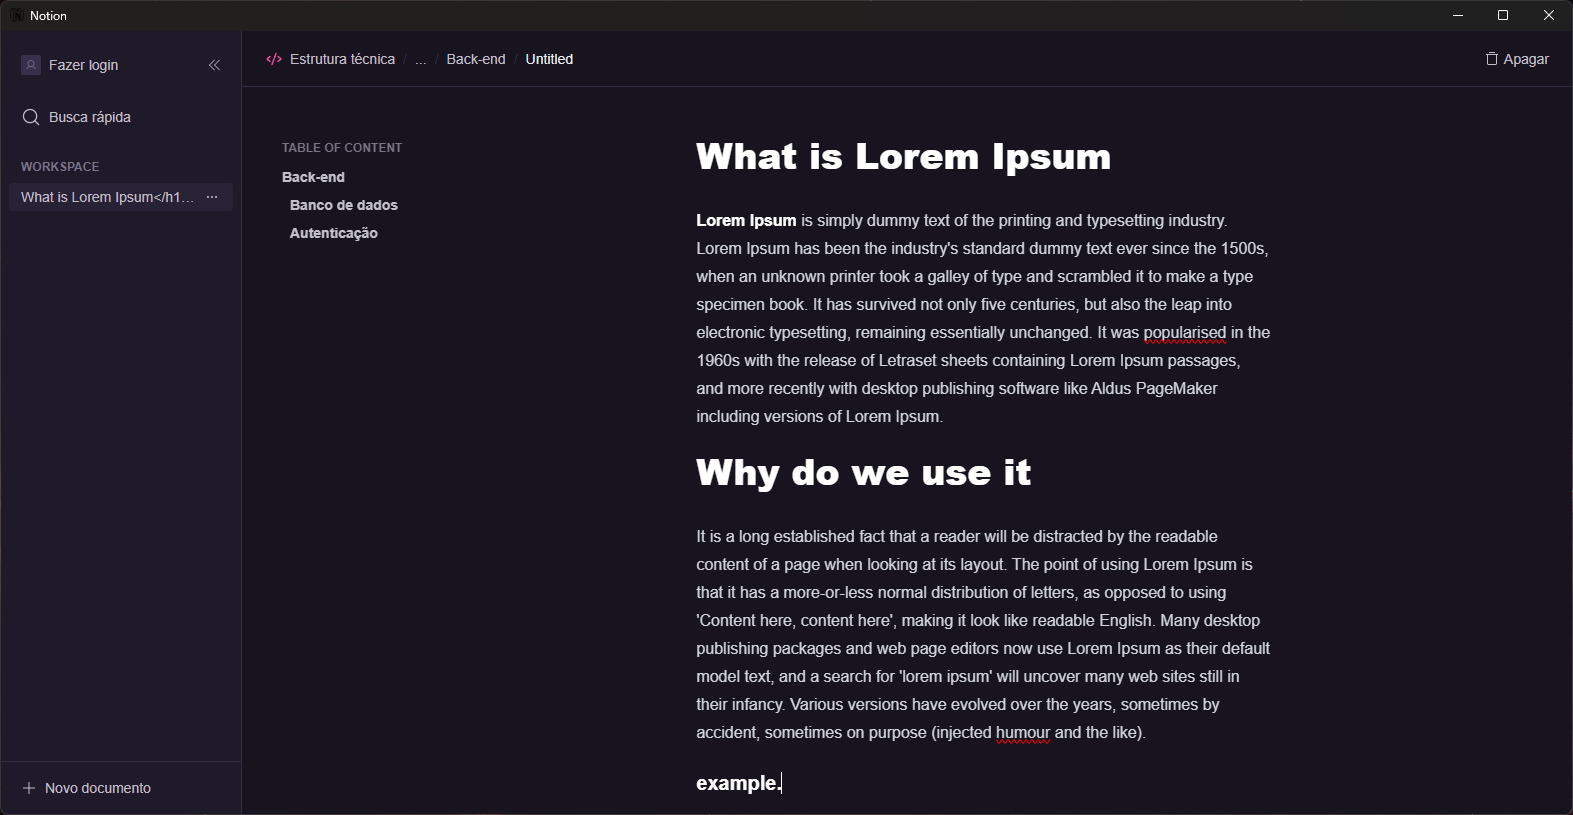 Notion
Fazer login
Busca rápida
WORKSPACE
What is Lorem Ipsum</h1...
Novo documento
</> Estrutura técnica / ... / Back-end / Untitled
Apagar
TABLE OF CONTENT
Back-end
Banco de dados
Autenticação
What is Lorem Ipsum
Lorem Ipsum is simply dummy text of the printing and typesetting industry.
Lorem Ipsum has been the industry's standard dummy text ever since the 1500s,
when an unknown printer took a galley of type and scrambled it to make a type
specimen book. It has survived not only five centuries, but also the leap into
electronic typesetting, remaining essentially unchanged. It was popularised in the
1960s with the release of Letraset sheets containing Lorem Ipsum passages,
and more recently with desktop publishing software like Aldus PageMaker
including versions of Lorem Ipsum.
Why do we use it
It is a long established fact that a reader will be distracted by the readable
content of a page when looking at its layout. The point of using Lorem Ipsum is
that it has a more-or-less normal distribution of letters, as opposed to using
'Content here, content here', making it look like readable English. Many desktop
publishing packages and web page editors now use Lorem Ipsum as their default
model text, and a search for 'lorem ipsum' will uncover many web sites still in
their infancy. Various versions have evolved over the years, sometimes by
accident, sometimes on purpose (injected humour and the like).
example.